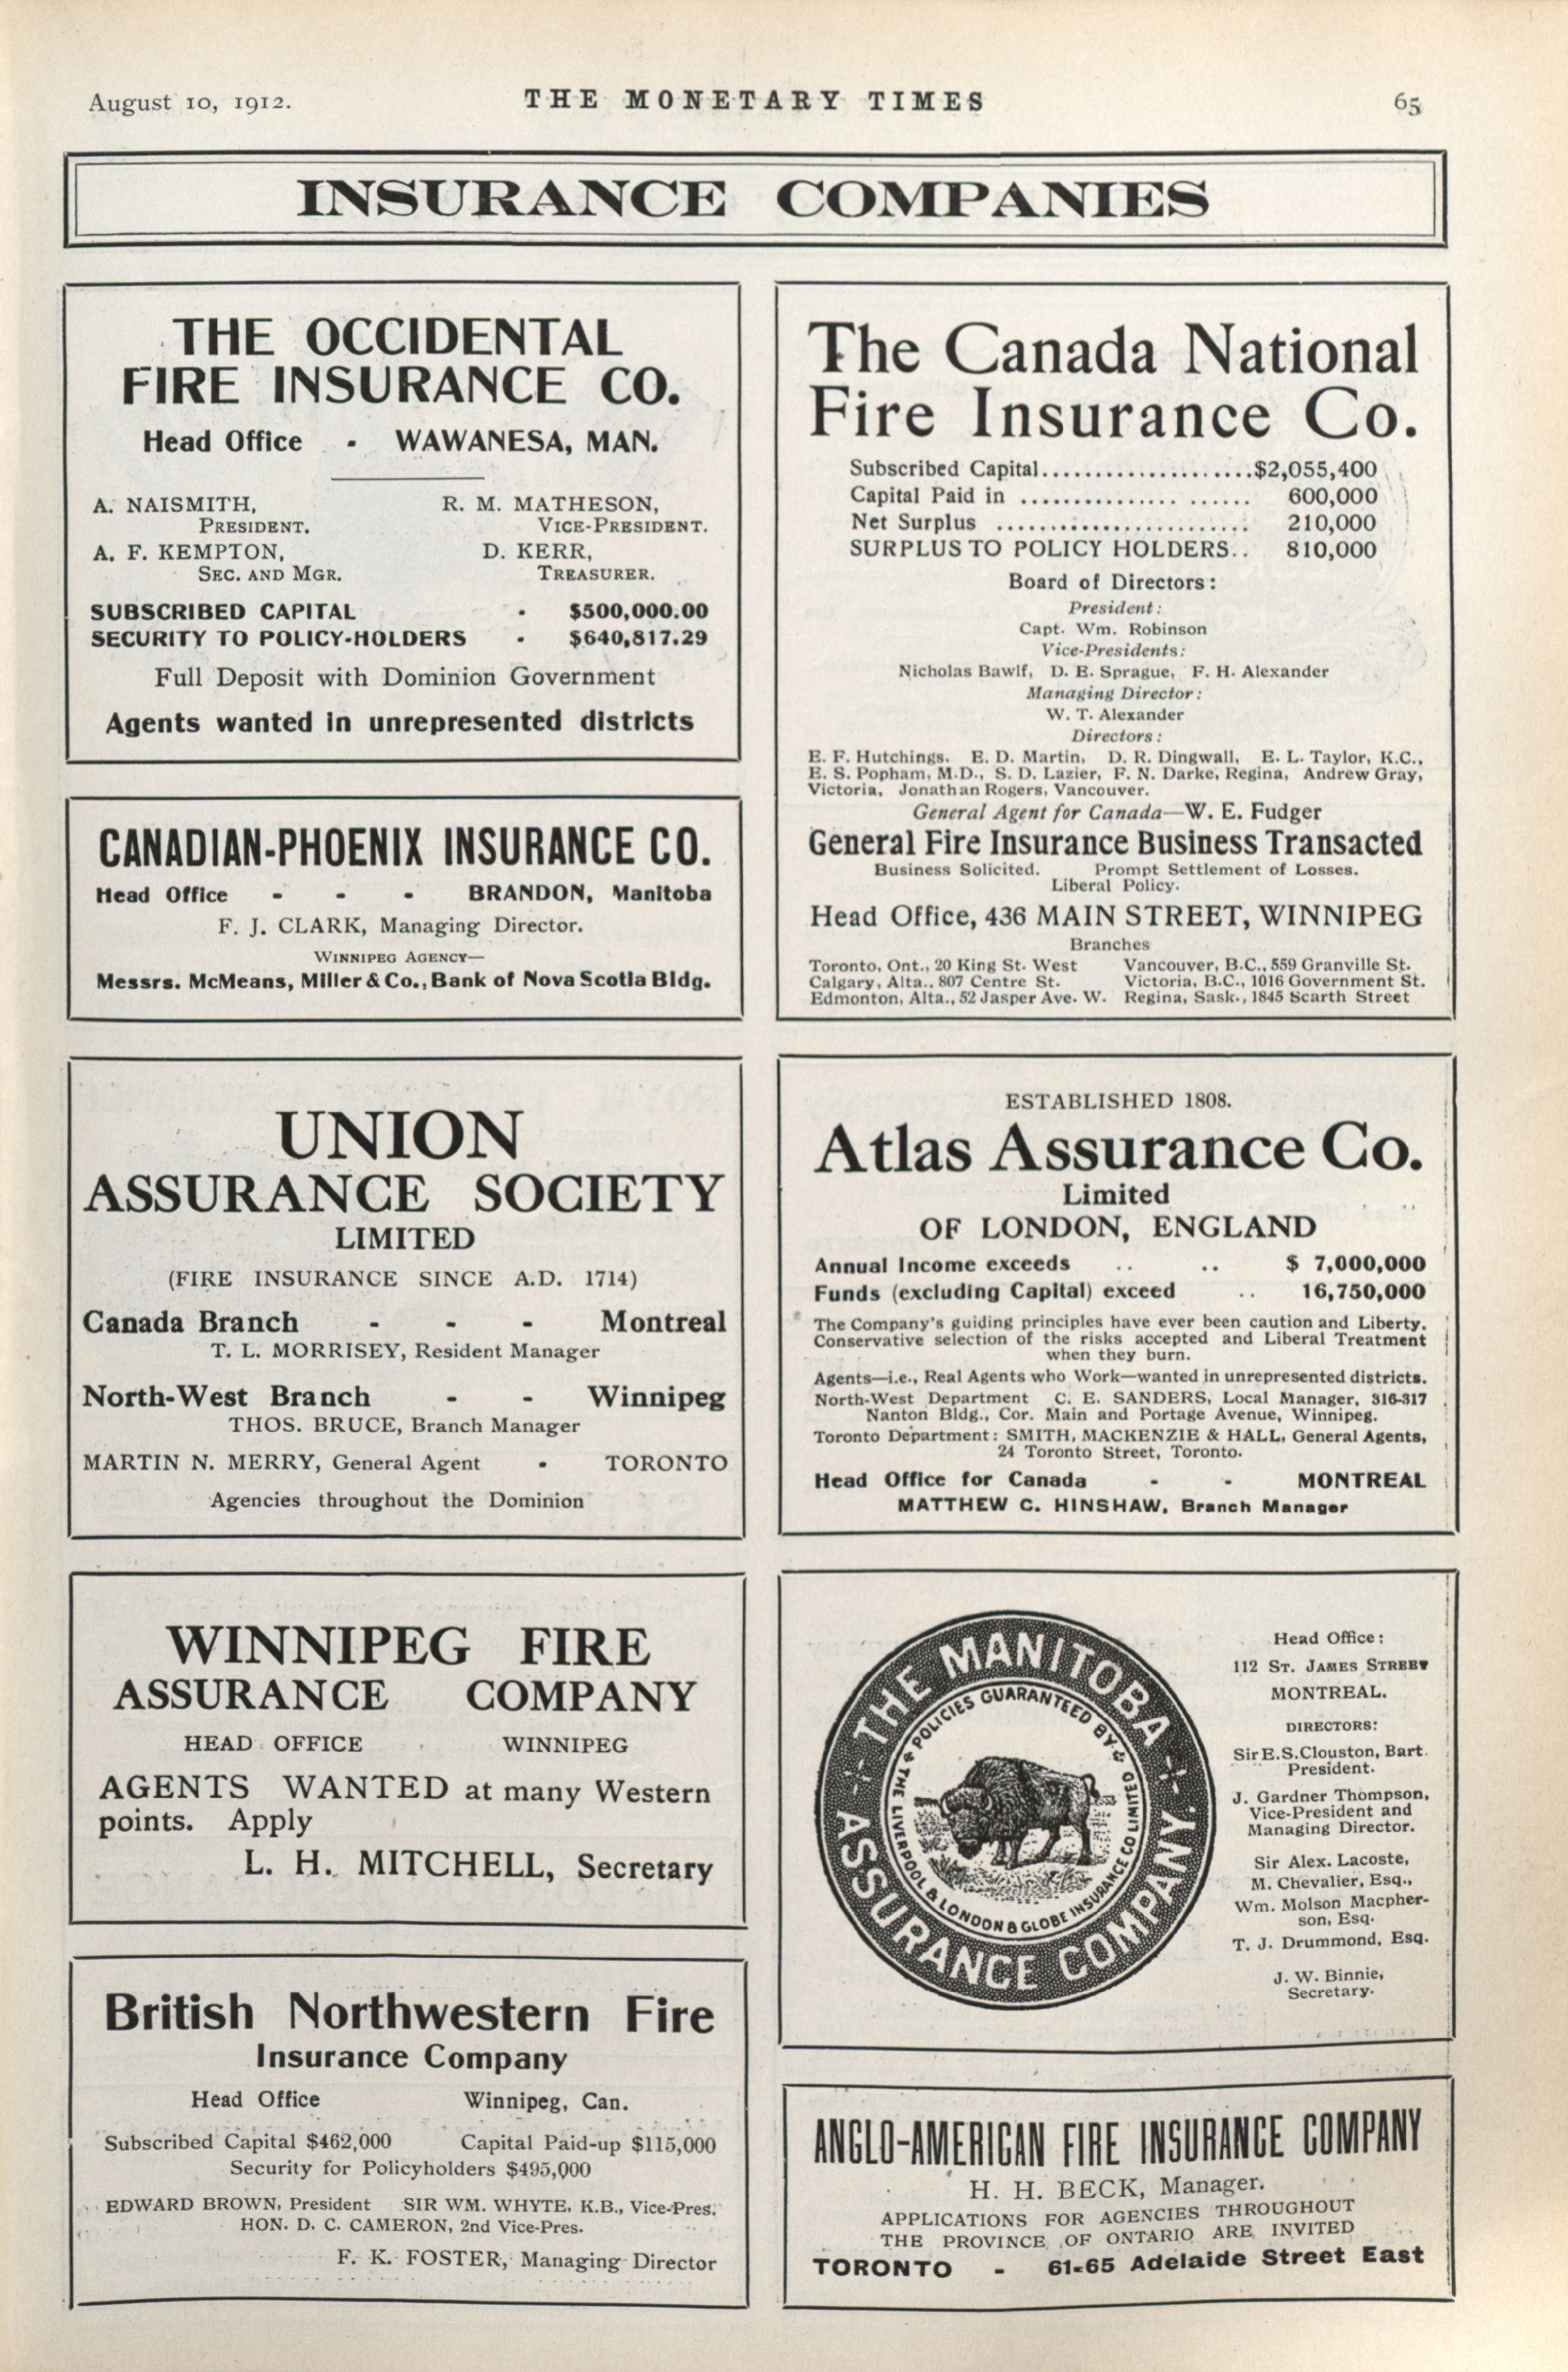 August 10, 1912.
THE MONETARY TIMES
65
INSURANCE COMPANIES
THE OCCIDENTAL
FIRE INSURANCE CO.
Head Office - WAWANESA, MAN.
A. NAISMITH, R. M. MATHESON,
PRESIDENT. VICE-PRESIDENT.
A. F. KEMPTON, D. KERR,
SEC. AND MGR. TREASURER.
SUBSCRIBED CAPITAL - $500,000.00
SECURITY TO POLICY-HOLDERS - $640,817.29
Full Deposit with Dominion Government
Agents wanted in unrepresented districts
CANADIAN-PHOENIX INSURANCE CO.
Head Office - - - BRANDON, Manitoba
F. J. CLARK, Managing Director.
WINNIPEG AGENCY—
Messrs. McMeans, Miller & Co., Bank of Nova Scotia Bldg.
UNION
ASSURANCE SOCIETY
LIMITED
(FIRE INSURANCE SINCE A.D. 1714)
Canada Branch - - - Montreal
T. L. MORRISEY, Resident Manager
North-West Branch - - Winnipeg
THOS. BRUCE, Branch Manager
MARTIN N. MERRY, General Agent - TORONTO
Agencies throughout the Dominion
WINNIPEG FIRE
ASSURANCE COMPANY
HEAD OFFICE WINNIPEG
AGENTS WANTED at many Western
points. Apply
L. H. MITCHELL, Secretary
British Northwestern Fire
Insurance Company
Head Office Winnipeg, Can.
Subscribed Capital $462,000 Capital Paid-up $115,000
Security for Policyholders $495,000
EDWARD BROWN, President SIR WM. WHYTE, K.B., Vice-Pres.
HON. D. C. CAMERON, 2nd Vice-Pres.
F. K. FOSTER, Managing Director
The Canada National
Fire Insurance Co.
Subscribed Capital....................$2,055,400
Capital Paid in ............... ...... 600,000
Net Surplus ........................ 210,000
SURPLUS TO POLICY HOLDERS.. 810,000
Board of Directors:
President:
Capt. Wm. Robinson
Vice-Presidents:
Nicholas Bawlf, D. E. Sprague, F. H. Alexander
Managing Director:
W. T. Alexander
Directors:
E. F. Hutchings. E. D. Martin, D. R. Dingwall, E. L. Taylor, K.C.,
E. S. Popham, M.D., S. D. Lazier, F. N. Darke, Regina, Andrew Gray,
Victoria, Jonathan Rogers, Vancouver.
General Agent for Canada—W. E. Fudger
General Fire Insurance Business Transacted
Business Solicited. Prompt Settlement of Losses.
Liberal Policy.
Head Office, 436 MAIN STREET, WINNIPEG
Branches
Toronto, Ont., 20 King St. West Vancouver, B.C., 559 Granville St.
Calgary, Alta., 807 Centre St. Victoria, B.C., 1016 Government St.
Edmonton, Alta., 52 Jasper Ave. W. Regina, Sask., 1845 Scarth Street
ESTABLISHED 1808.
Atlas Assurance Co.
Limited
OF LONDON, ENGLAND
Annual Income exceeds .. .. $ 7,000,000
Funds (excluding Capital) exceed .. 16,750,000
The Company's guiding principles have ever been caution and Liberty.
Conservative selection of the risks accepted and Liberal Treatment
when they burn.
Agents—i.e., Real Agents who Work—wanted in unrepresented districts.
North-West Department C. E. SANDERS, Local Manager, 316-317
Nanton Bldg., Cor. Main and Portage Avenue, Winnipeg.
Toronto Department: SMITH, MACKENZIE & HALL, General Agents,
24 Toronto Street, Toronto.
Head Office for Canada - - MONTREAL
MATTHEW C. HINSHAW, Branch Manager
THE MANITOBA
ASSURANCE COMPANY.
POLICIES GUARANTEED BY
THE LIVERPOOL & LONDON & GLOBE INSURANCE CO LIMITED
Head Office:
112 ST. JAMES STREET
MONTREAL.
DIRECTORS:
Sir E. S. Clouston, Bart.
President.
J. Gardner Thompson,
Vice-President and
Managing Director.
Sir Alex. Lacoste,
M. Chevalier, Esq.,
Wm. Molson Macpher-
son, Esq.
T. J. Drummond, Esq.
J. W. Binnie,
Secretary.
ANGLO-AMERICAN FIRE INSURANCE COMPANY
H. H. BECK, Manager.
APPLICATIONS FOR AGENCIES THROUGHOUT
THE PROVINCE OF ONTARIO ARE INVITED
TORONTO - 61-65 Adelaide Street East